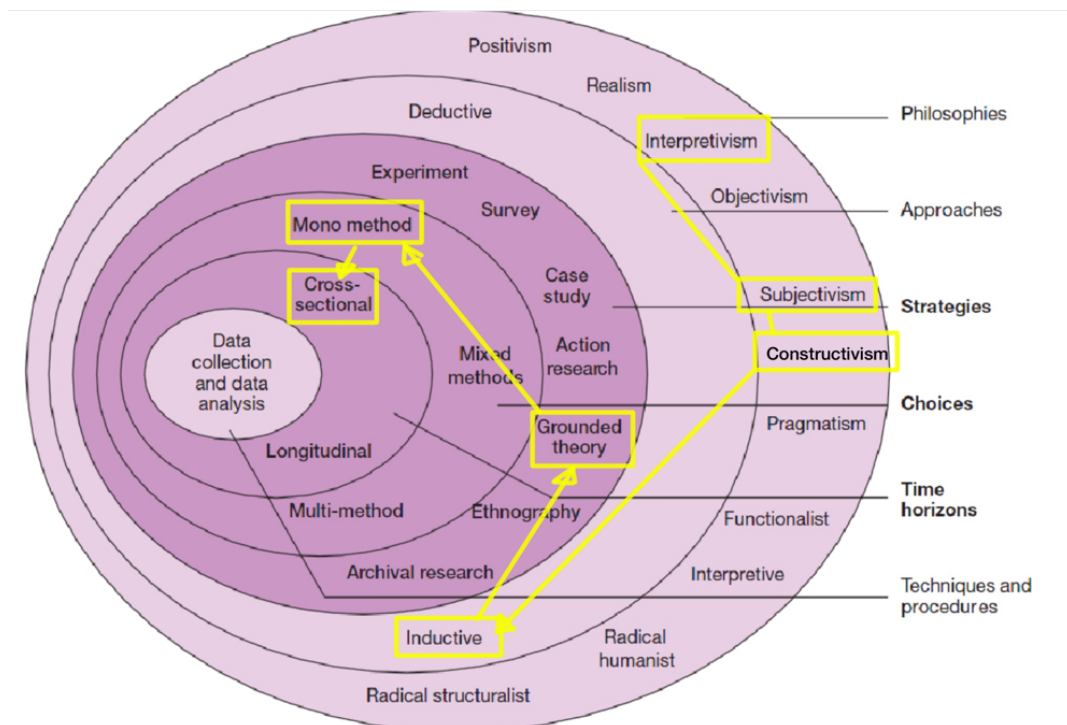 Positivism
Realism
Philosophies
Deductive
Interpretivism
Experiment
Objectivism
Approaches
Survey
Mono method
Case
study
Cross-
sectional
Subjectivism
Strategies
Data
collection
and data
analysis
Mixed
methods
Action
research
Constructivism
Choices
Grounded
theory
Pragmatism
Longitudinal
Time
horizons
Multi-method
Ethnography
Functionalist
Archival research
Interpretive
Techniques and
procedures
Inductive
Radical
humanist
Radical structuralist